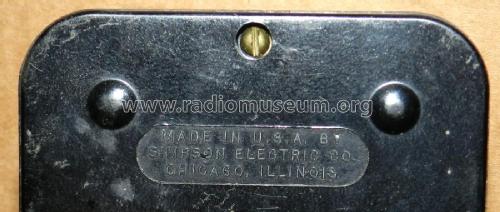 www.radiomuseum.org
MADE IN U.S.A. BY
SIMPSON ELECTRIC CO.
CHICAGO, ILLINOIS